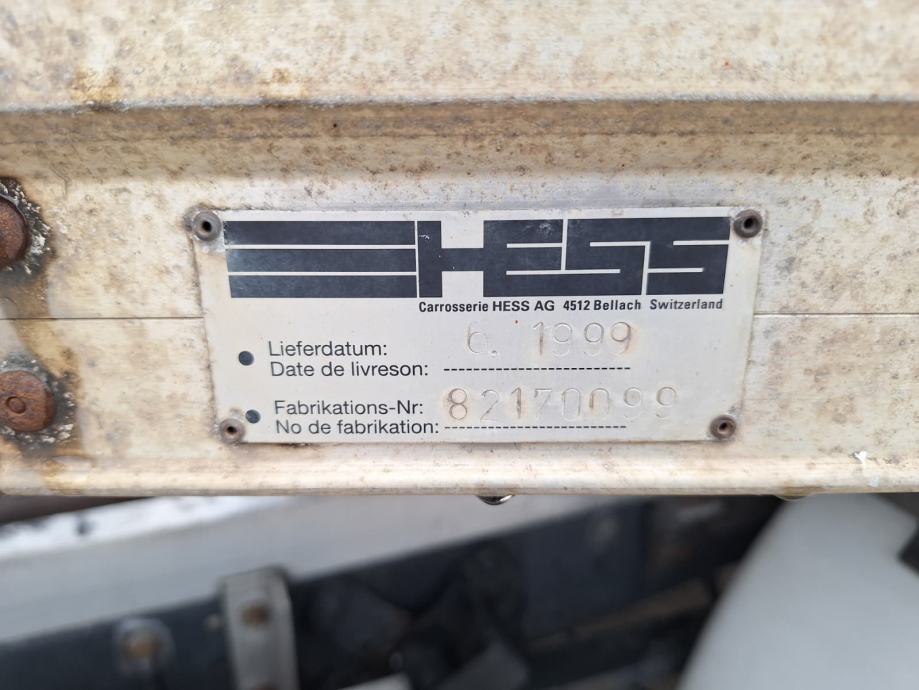 HESS
Carrosserie HESS AG 4512 Bellach Switzerland
Lieferdatum: 6. 1999
Date de livreson:
Fabrikations-Nr: 82170099
No de fabrikation: